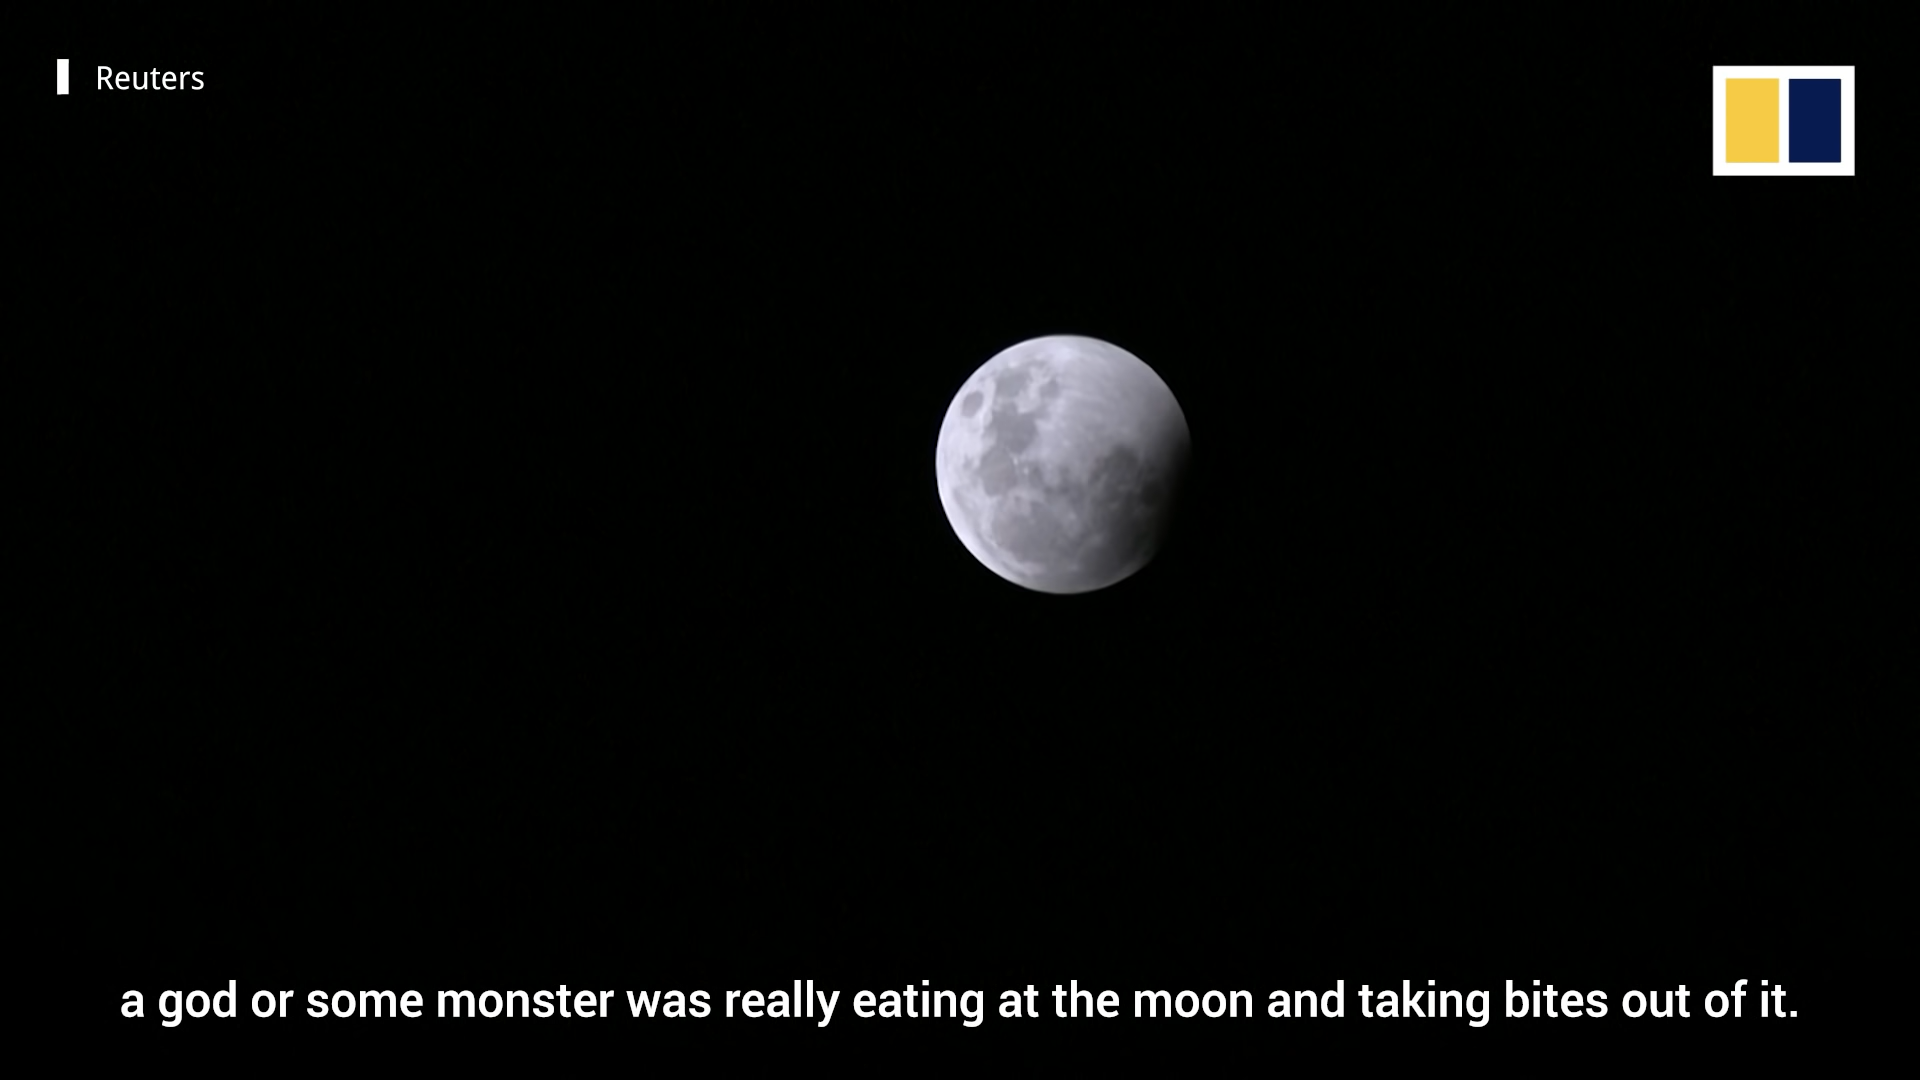 Reuters
a god or some monster was really eating at the moon and taking bites out of it.